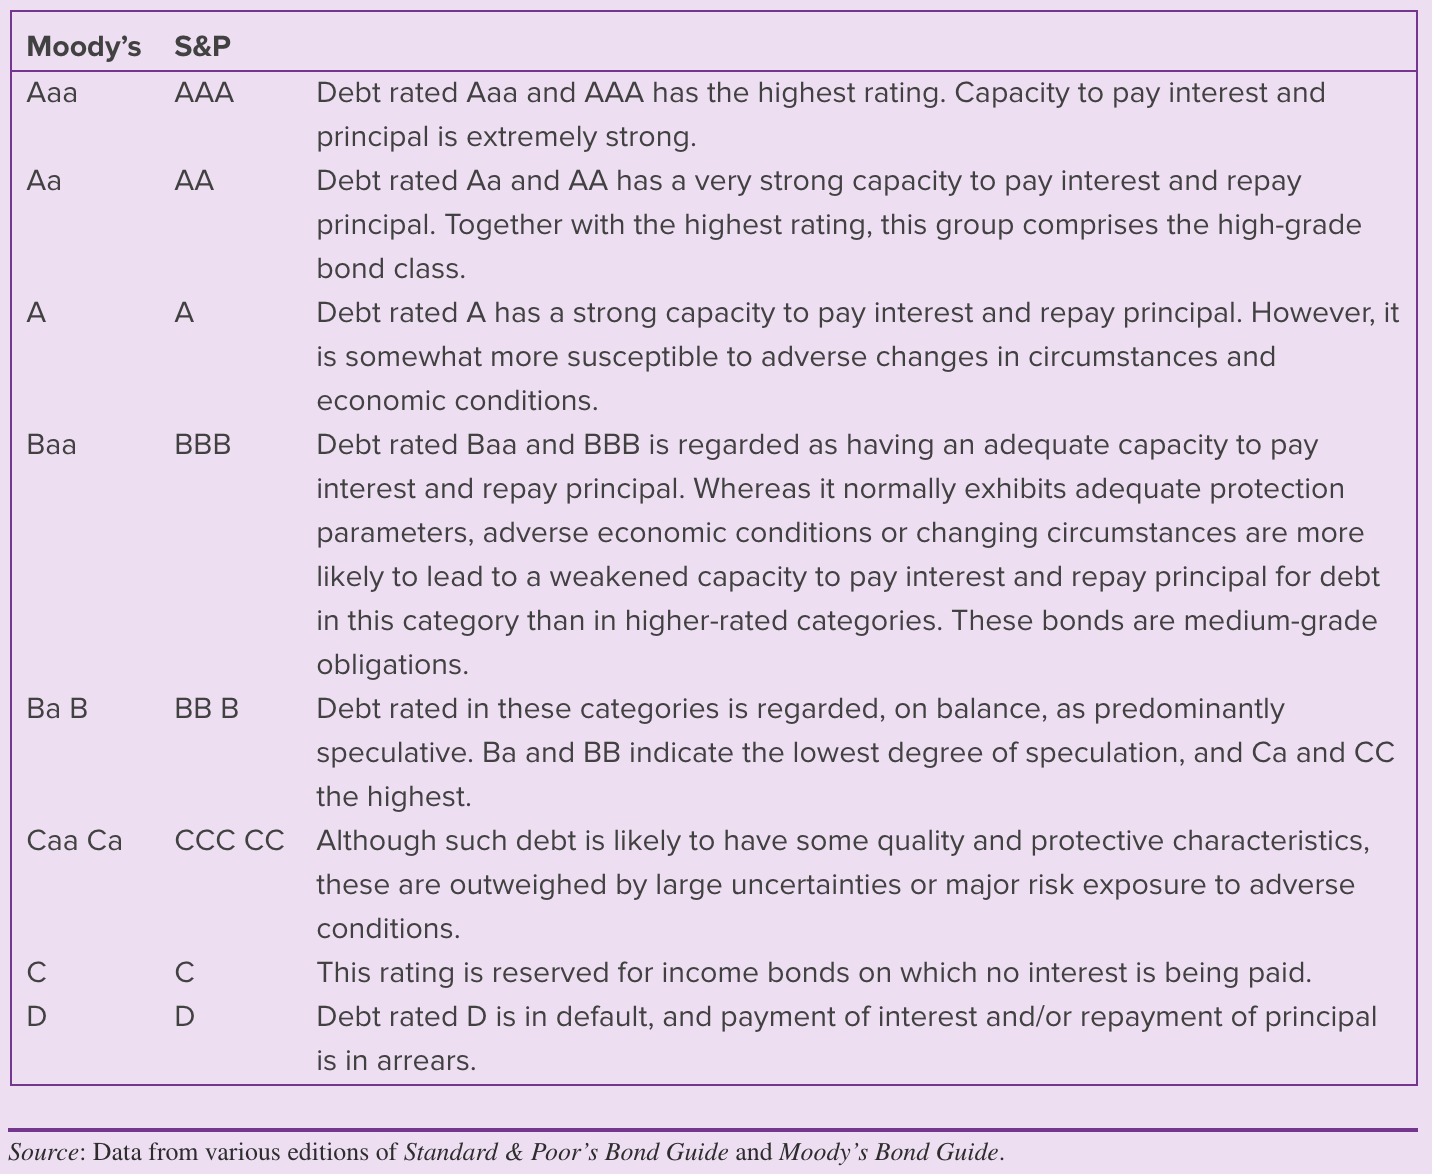 Moody’s S&P
Aaa AAA Debt rated Aaa and AAA has the highest rating. Capacity to pay interest and
principal is extremely strong.
Aa AA Debt rated Aa and AA has a very strong capacity to pay interest and repay
principal. Together with the highest rating, this group comprises the high-grade
bond class.
A A Debt rated A has a strong capacity to pay interest and repay principal. However, it
is somewhat more susceptible to adverse changes in circumstances and
economic conditions.
Baa BBB Debt rated Baa and BBB is regarded as having an adequate capacity to pay
interest and repay principal. Whereas it normally exhibits adequate protection
parameters, adverse economic conditions or changing circumstances are more
likely to lead to a weakened capacity to pay interest and repay principal for debt
in this category than in higher-rated categories. These bonds are medium-grade
obligations.
Ba B BB B Debt rated in these categories is regarded, on balance, as predominantly
speculative. Ba and BB indicate the lowest degree of speculation, and Ca and CC
the highest.
Caa Ca CCC CC Although such debt is likely to have some quality and protective characteristics,
these are outweighed by large uncertainties or major risk exposure to adverse
conditions.
C C This rating is reserved for income bonds on which no interest is being paid.
D D Debt rated D is in default, and payment of interest and/or repayment of principal
is in arrears.
Source: Data from various editions of Standard & Poor’s Bond Guide and Moody’s Bond Guide.